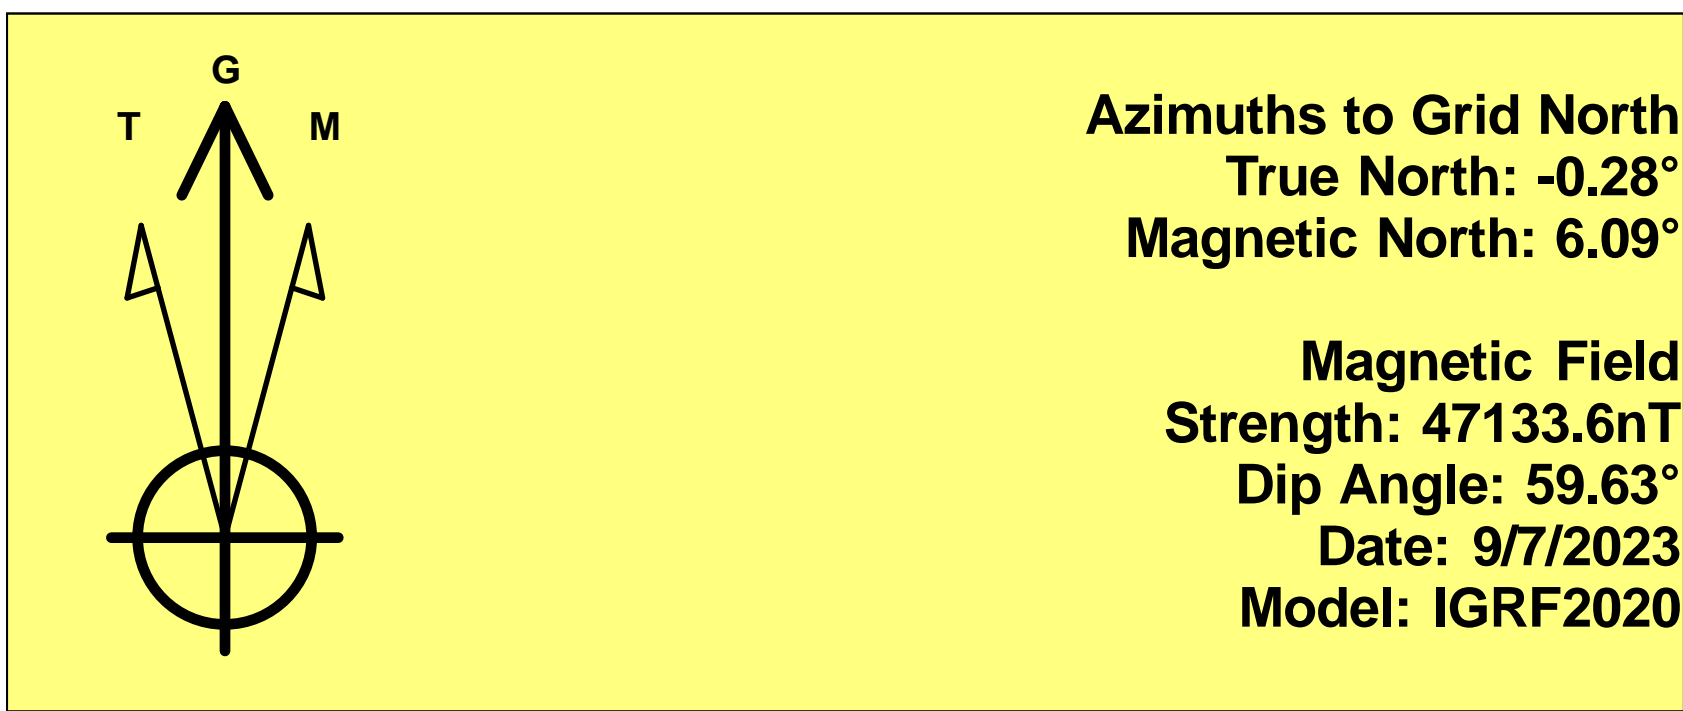 G
T
M
Azimuths to Grid North
True North: -0.28°
Magnetic North: 6.09°
Magnetic Field
Strength: 47133.6nT
Dip Angle: 59.63°
Date: 9/7/2023
Model: IGRF2020